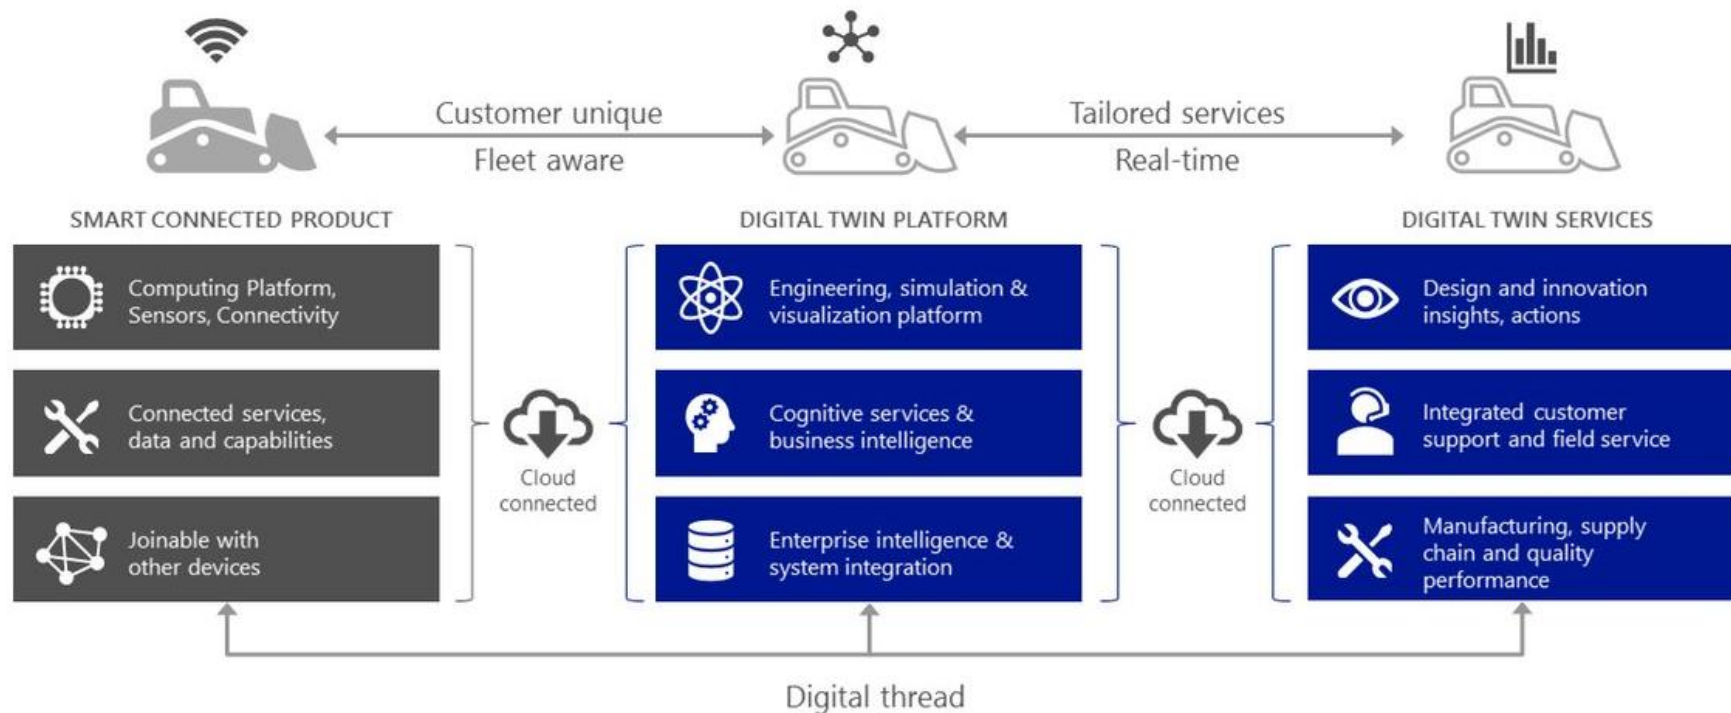 Customer unique
Fleet aware
Tailored services
Real-time
SMART CONNECTED PRODUCT
Computing Platform,
Sensors, Connectivity
Connected services,
data and capabilities
Joinable with
other devices
Cloud
connected
DIGITAL TWIN PLATFORM
Engineering, simulation &
visualization platform
Cognitive services &
business intelligence
Enterprise intelligence &
system integration
Cloud
connected
DIGITAL TWIN SERVICES
Design and innovation
insights, actions
Integrated customer
support and field service
Manufacturing, supply
chain and quality
performance
Digital thread